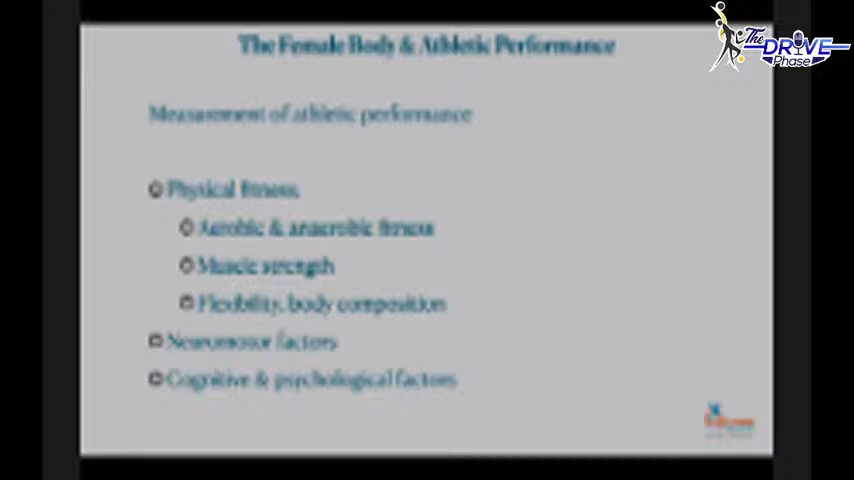 The Female Body & Athletic Performance
Measurement of athletic performance
Physical fitness
Aerobic & anaerobic fitness
Muscle strength
Flexibility, body composition
Neuromotor factors
Cognitive & psychological factors
The
DRIVE
Phase